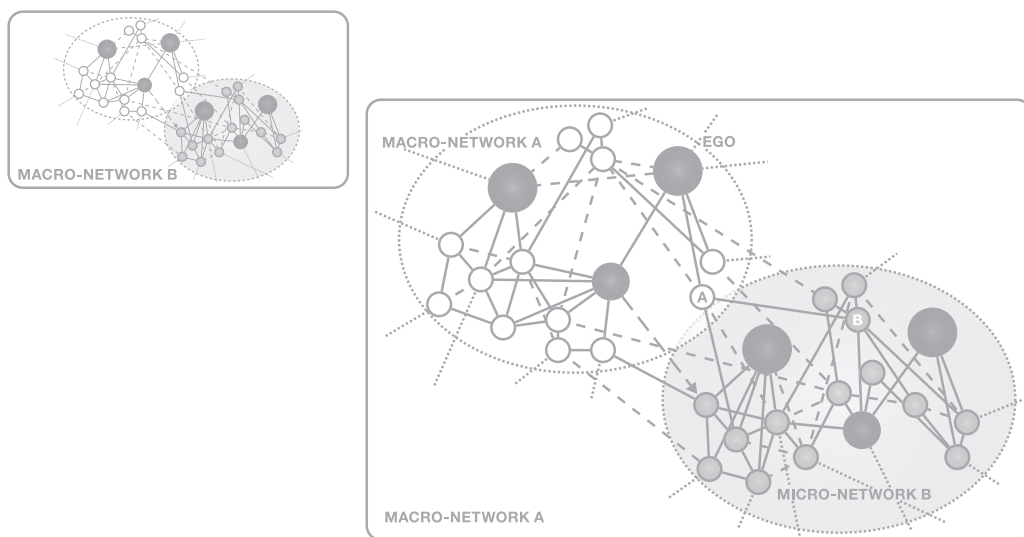 MACRO-NETWORK B
MACRO-NETWORK A
EGO
A
B
MICRO-NETWORK B
MACRO-NETWORK A